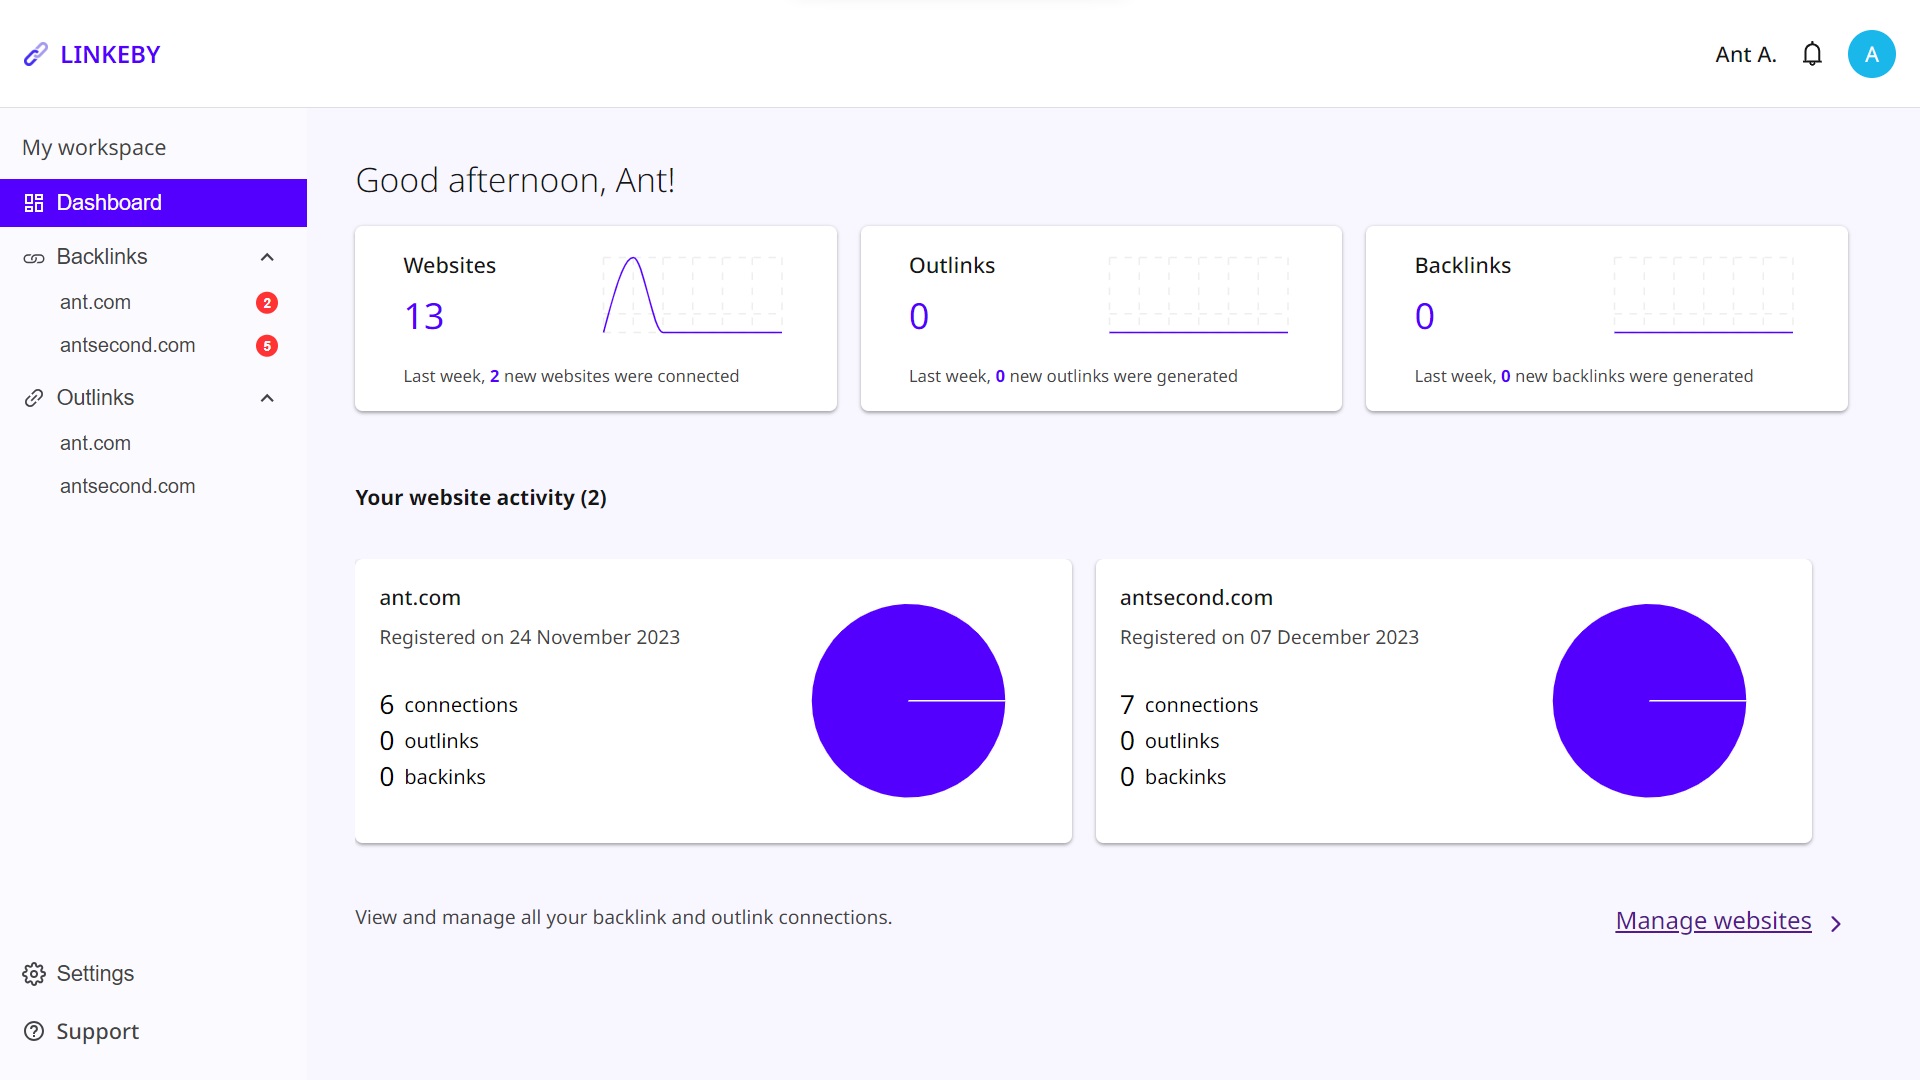 LINKEBY
Ant A.
A
My workspace
Dashboard
Backlinks
ant.com 2
antsecond.com 5
Outlinks
ant.com
antsecond.com
Settings
Support
Good afternoon, Ant!
Websites
13
Last week, 2 new websites were connected
Outlinks
0
Last week, 0 new outlinks were generated
Backlinks
0
Last week, 0 new backlinks were generated
Your website activity (2)
ant.com
Registered on 24 November 2023
6 connections
0 outlinks
0 backinks
antsecond.com
Registered on 07 December 2023
7 connections
0 outlinks
0 backinks
View and manage all your backlink and outlink connections.
Manage websites